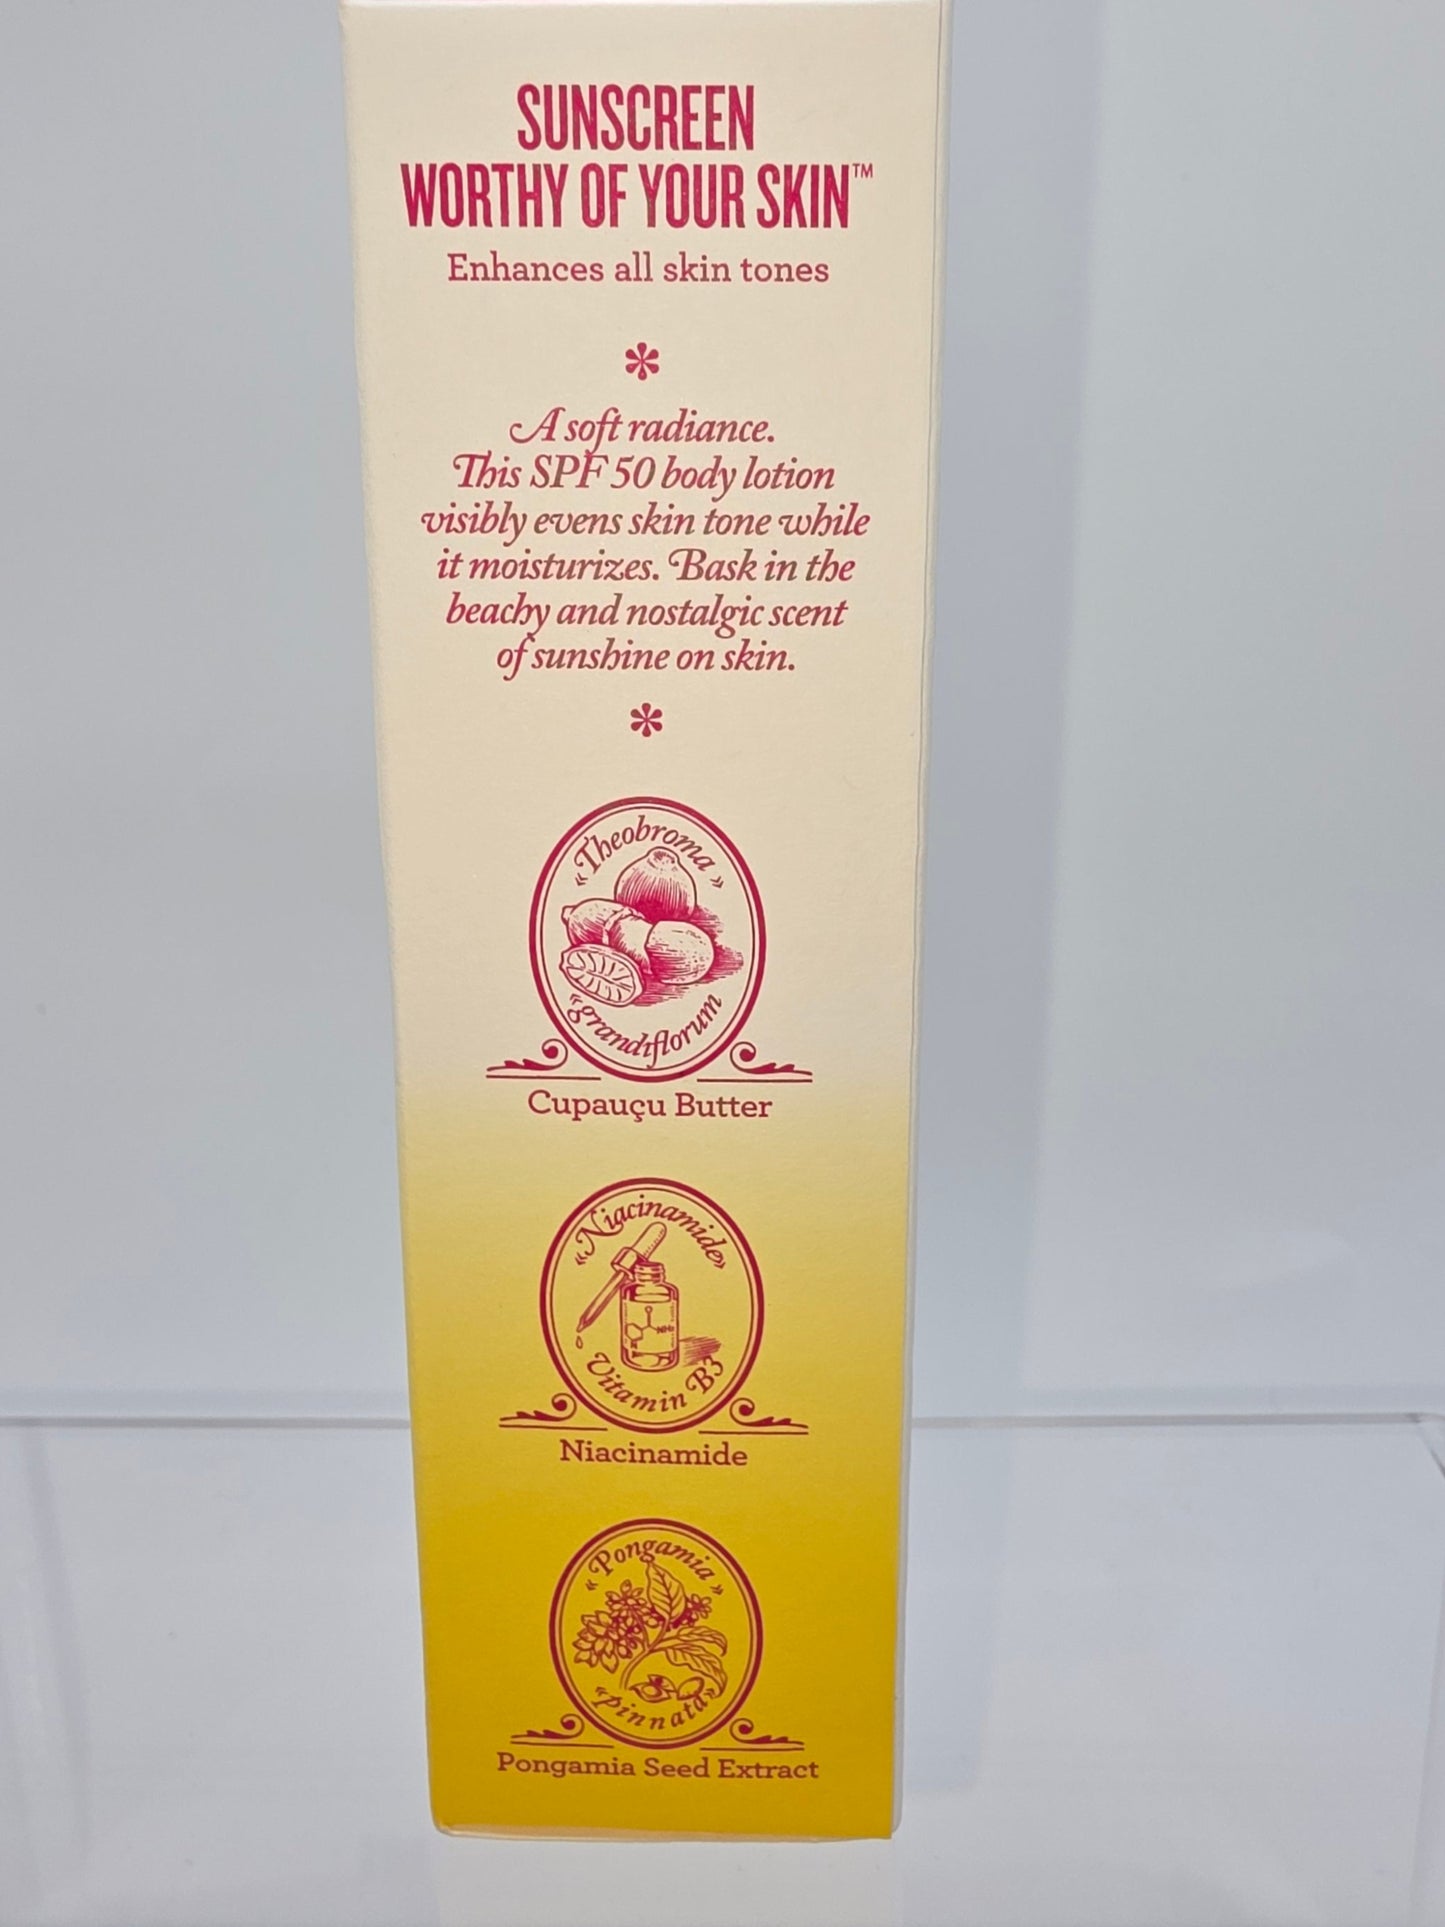 SUNSCREEN
WORTHY OF YOUR SKIN™
Enhances all skin tones
A soft radiance.
This SPF 50 body lotion
visibly evens skin tone while
it moisturizes. Bask in the
beachy and nostalgic scent
of sunshine on skin.
«Theobroma»
«grandiflorum
Cupauçu Butter
«Niacinamide»
NH₂
N
Vitamin B3
Niacinamide
«Pongamia»
«pinnata»
Pongamia Seed Extract